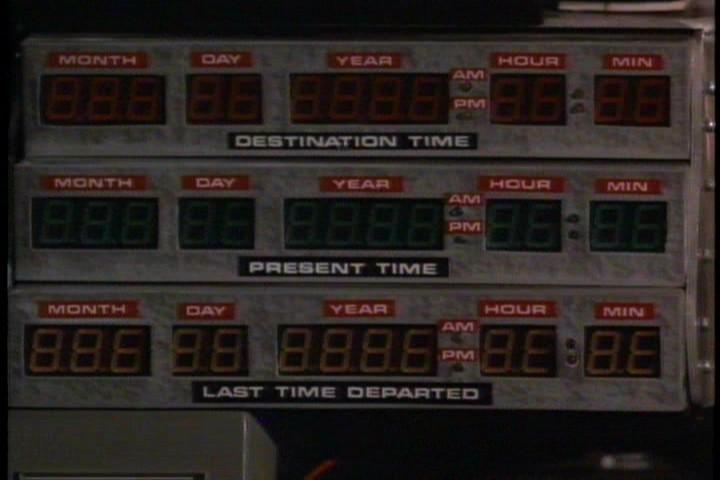 MONTH DAY YEAR AM HOUR MIN
PM
DESTINATION TIME
MONTH DAY YEAR AM HOUR MIN
PM
PRESENT TIME
MONTH DAY YEAR AM HOUR MIN
PM
LAST TIME DEPARTED